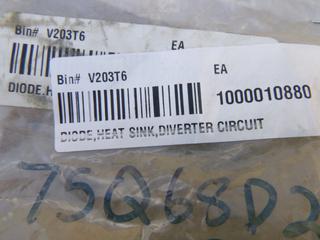 Bin# V203T6
EA
DIODE,H
Bin# V203T6
EA
1000010880
DIODE,HEAT SINK,DIVERTER CIRCUIT
75Q68D2